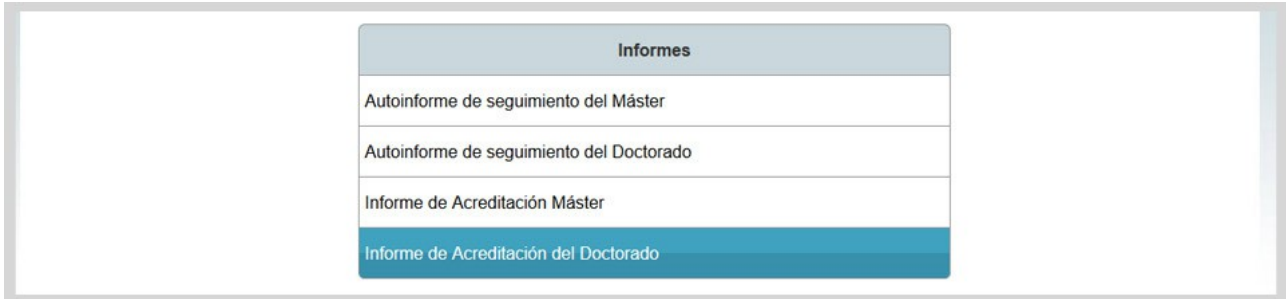 Informes
Autoinforme de seguimiento del Máster
Autoinforme de seguimiento del Doctorado
Informe de Acreditación Máster
Informe de Acreditación del Doctorado